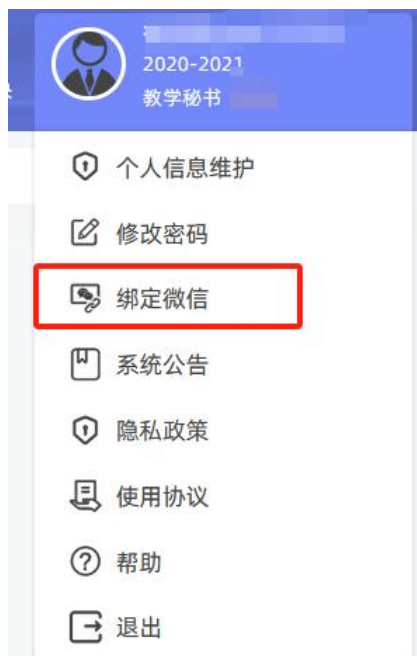 2020-2021
教学秘书
个人信息维护
修改密码
绑定微信
系统公告
隐私政策
使用协议
帮助
退出